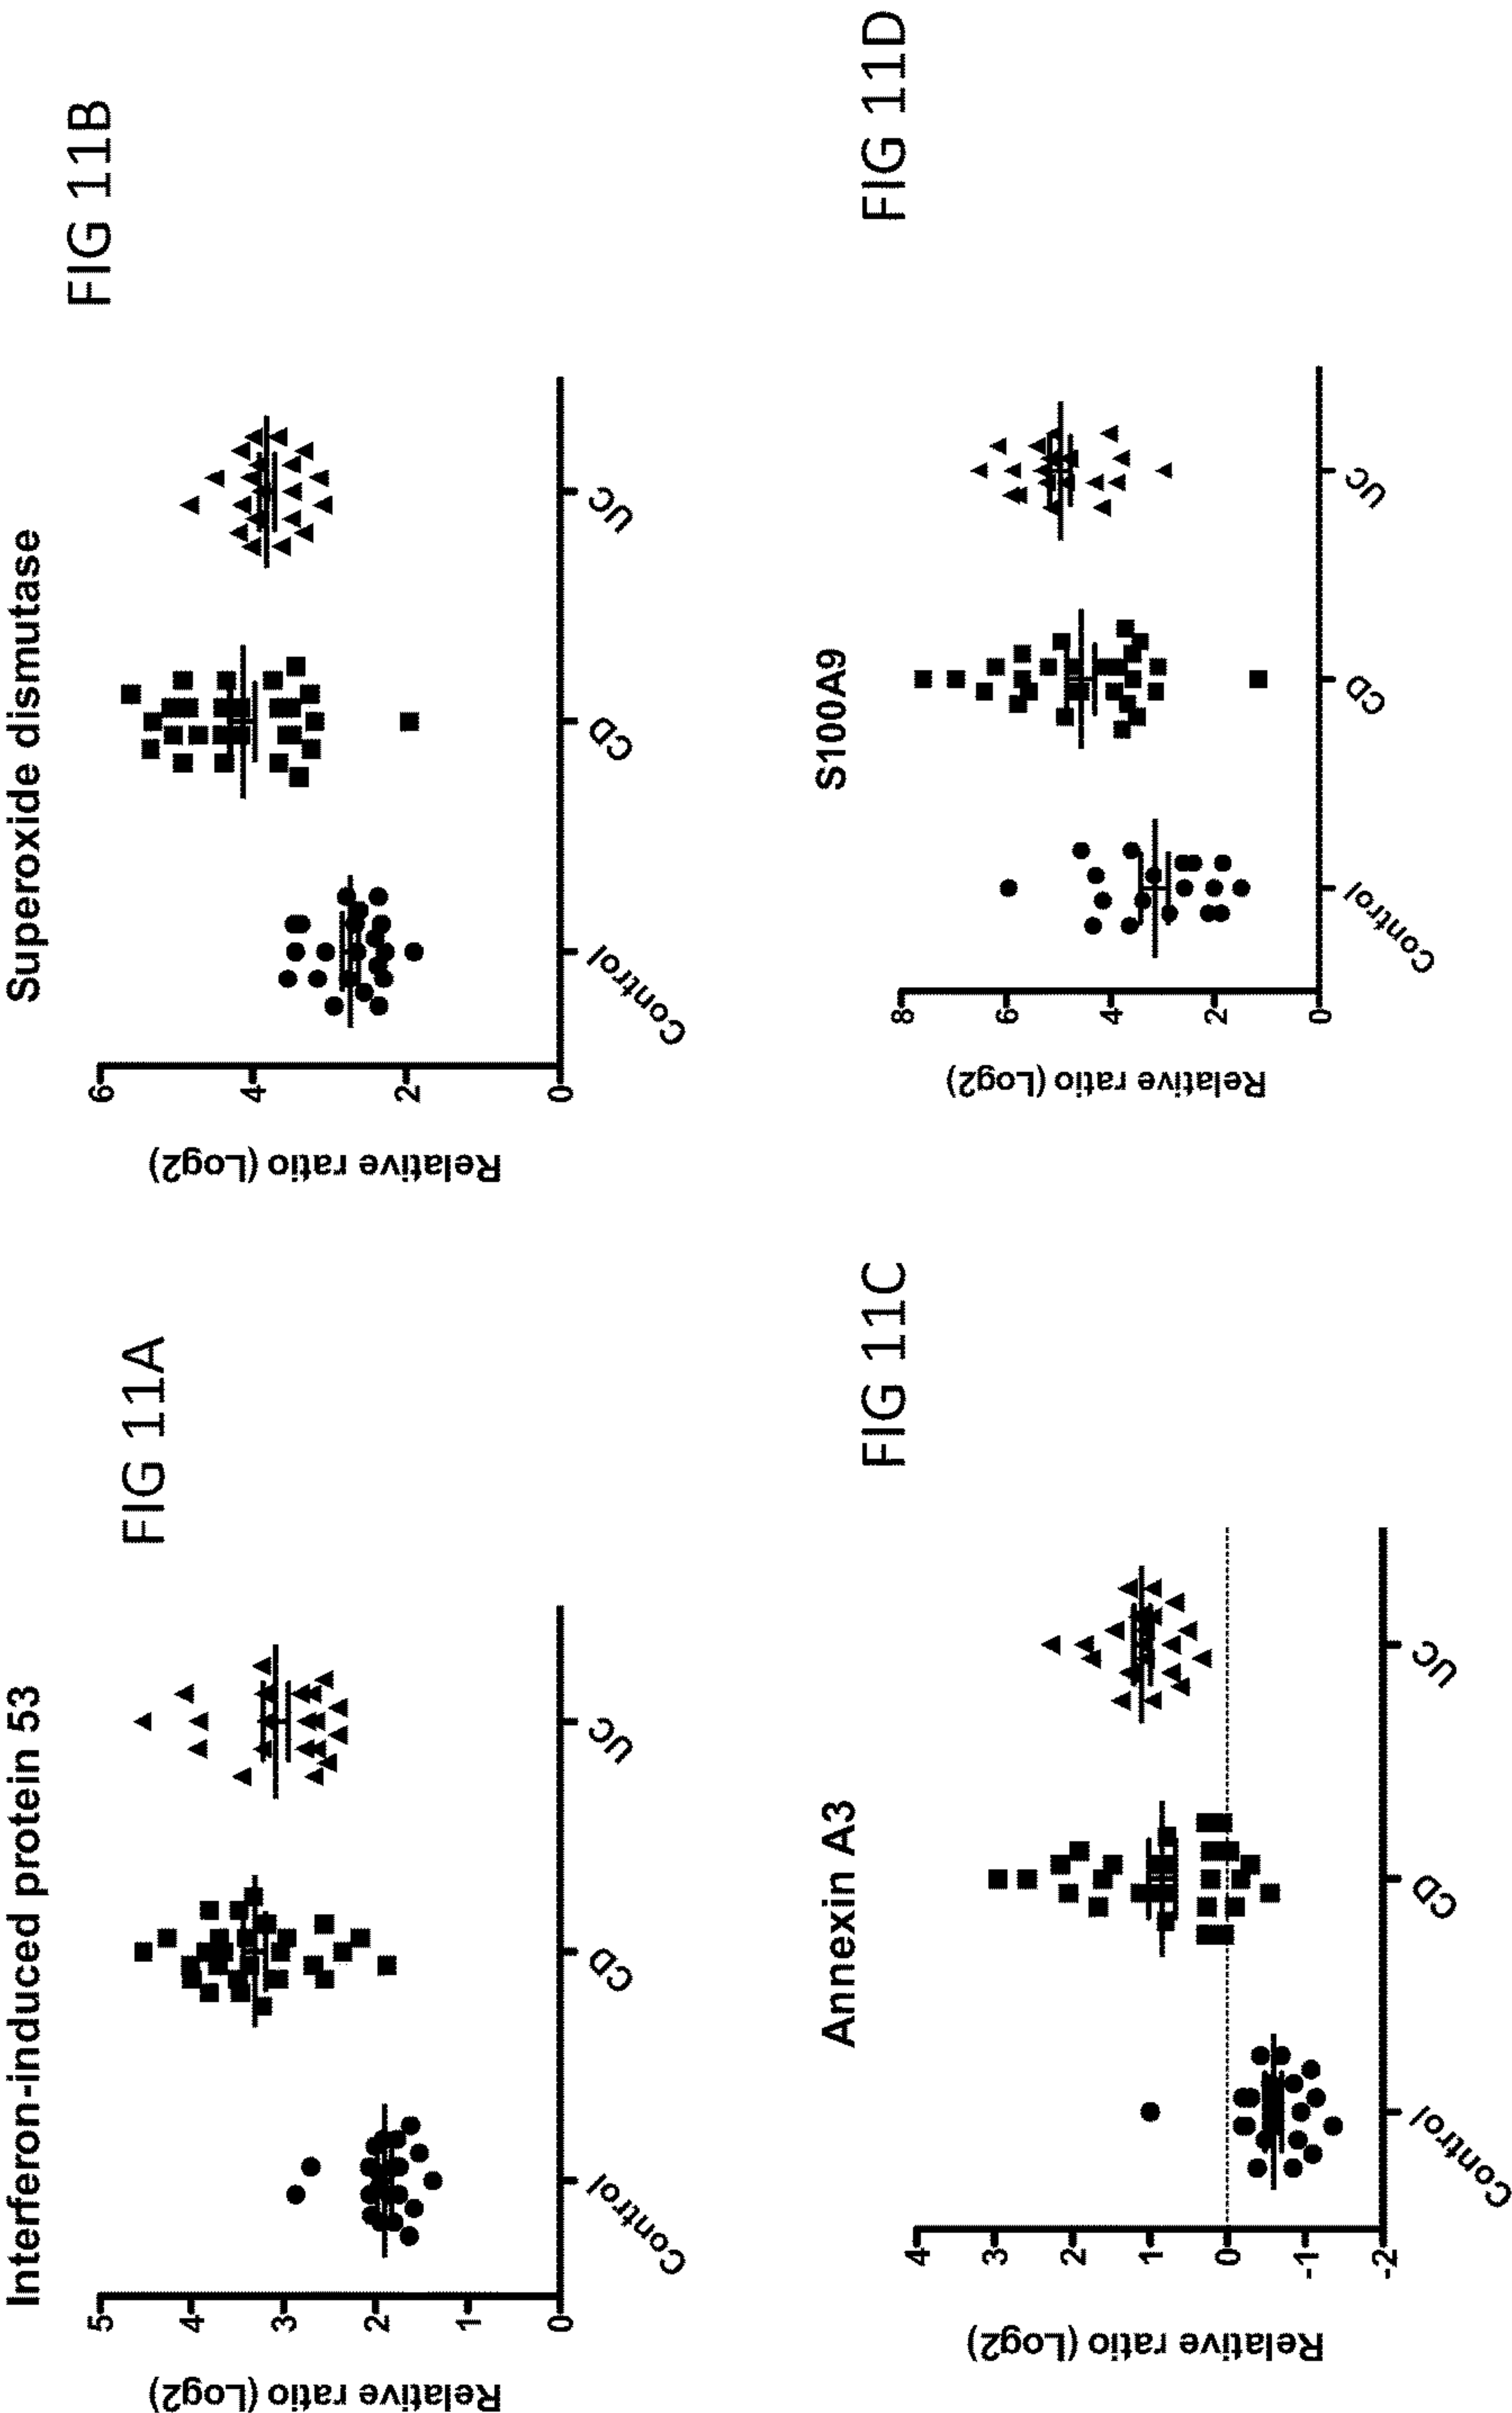 Interferon-induced protein 53
FIG 11A
Relative ratio (Log2)
5
4
3
2
1
0
Control
CD
UC
Superoxide dismutase
FIG 11B
Relative ratio (Log2)
6
4
2
0
Control
CD
UC
Annexin A3
FIG 11C
Relative ratio (Log2)
4
3
2
1
0
-1
-2
Control
CD
UC
S100A9
FIG 11D
Relative ratio (Log2)
8
6
4
2
0
Control
CD
UC